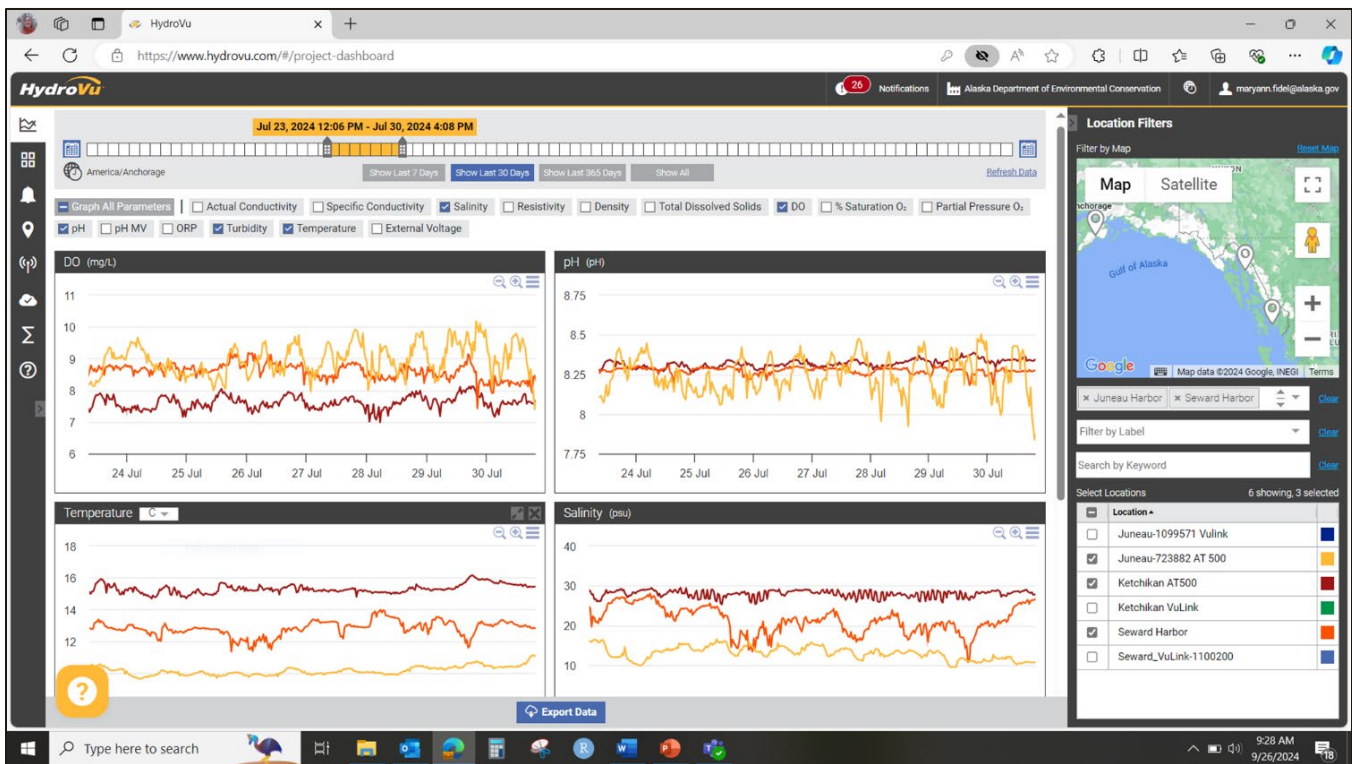 HydroVu
https://www.hydrovu.com/#/project-dashboard
HydroVu
26 Notifications Alaska Department of Environmental Conservation maryann.fidel@alaska.gov
Jul 23, 2024 12:06 PM - Jul 30, 2024 4:08 PM
America/Anchorage Show Last 7 Days Show Last 30 Days Show Last 365 Days Show All Refresh Data
Graph All Parameters Actual Conductivity Specific Conductivity Salinity Resistivity Density Total Dissolved Solids DO % Saturation O₂ Partial Pressure O₂
pH pH MV ORP Turbidity Temperature External Voltage
DO (mg/L)
11
10
9
8
7
6
24 Jul 25 Jul 26 Jul 27 Jul 28 Jul 29 Jul 30 Jul
pH (pH)
8.75
8.5
8.25
8
7.75
24 Jul 25 Jul 26 Jul 27 Jul 28 Jul 29 Jul 30 Jul
Temperature C
18
16
14
12
Salinity (psu)
40
30
20
10
?
Export Data
Location Filters
Filter by Map Reset Map
Map Satellite
Gulf of Alaska
Google Map data ©2024 Google, INEGI Terms
× Juneau Harbor × Seward Harbor Clear
Filter by Label Clear
Search by Keyword Clear
Select Locations 6 showing, 3 selected
Location
Juneau-1099571 Vulink
Juneau-723882 AT 500
Ketchikan AT500
Ketchikan VuLink
Seward Harbor
Seward_VuLink-1100200
Type here to search
9:28 AM
9/26/2024
18